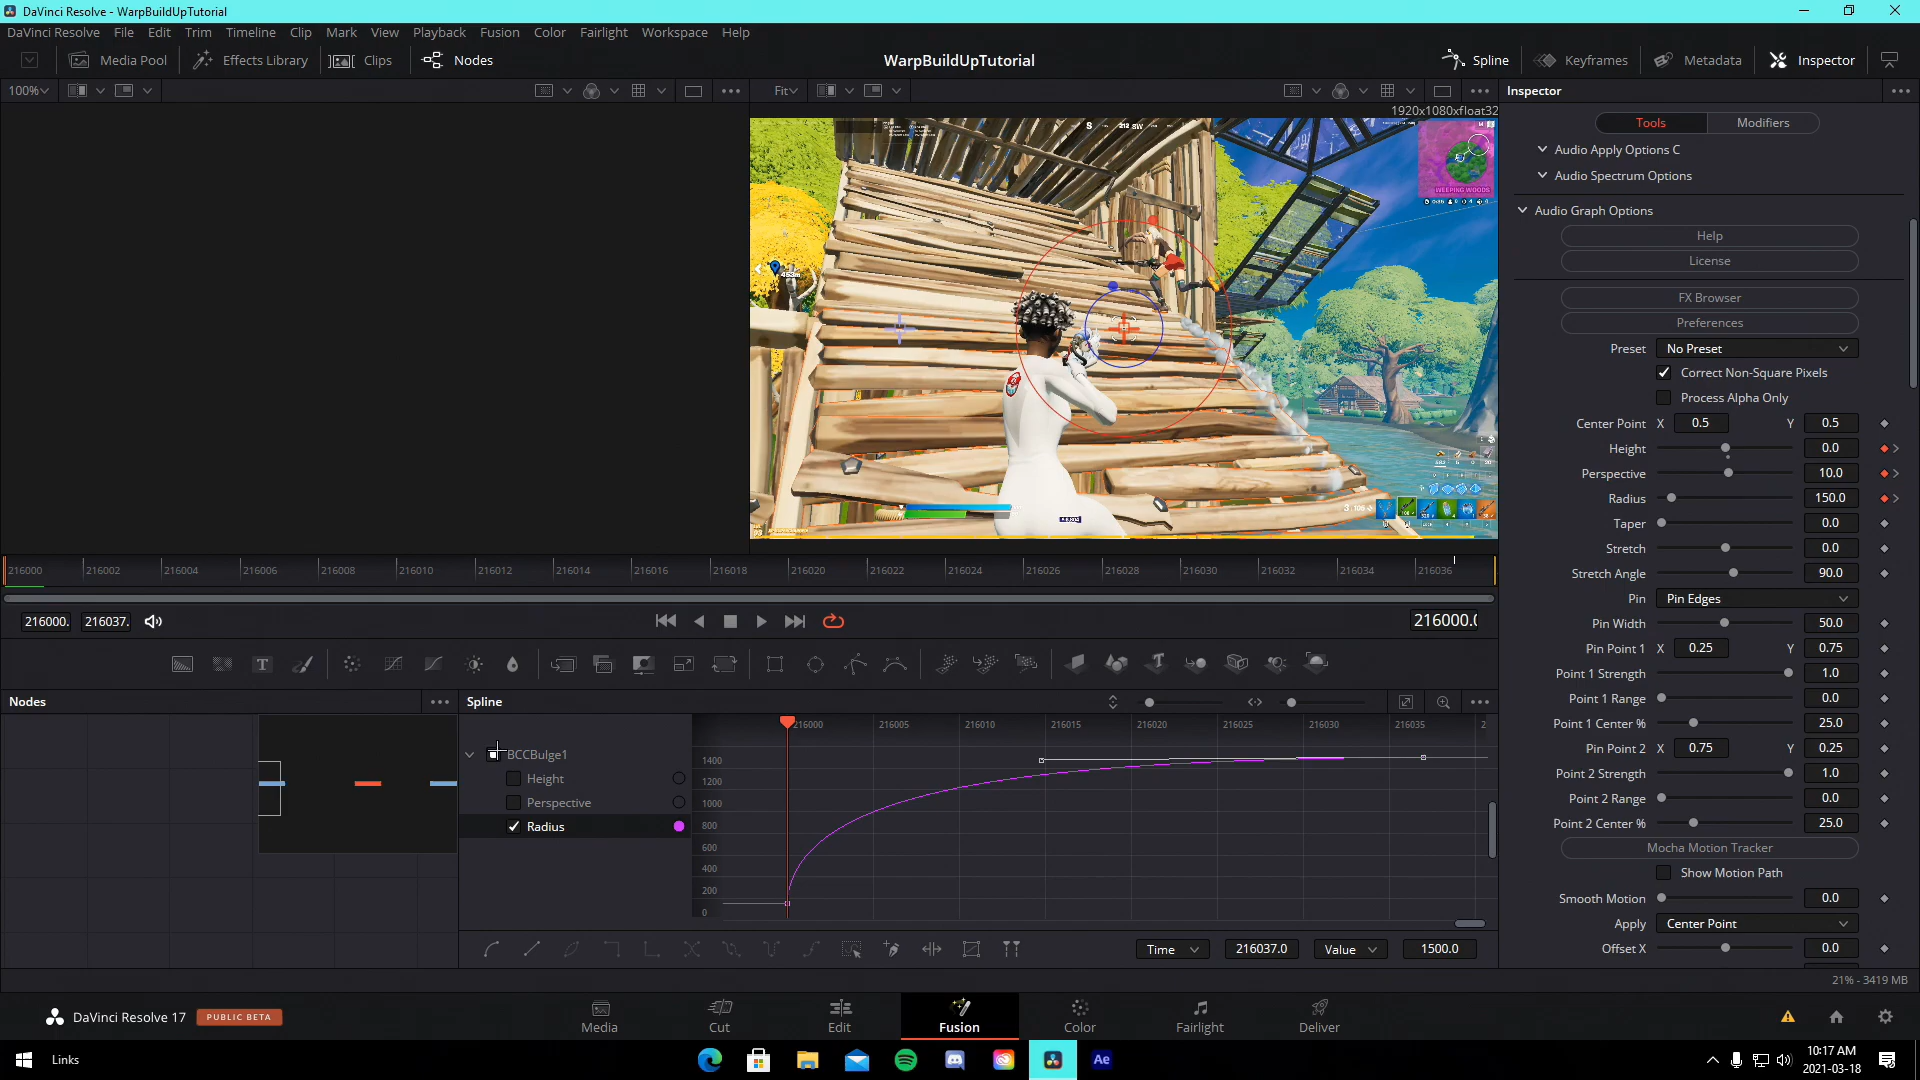 DaVinci Resolve - WarpBuildUpTutorial
DaVinci Resolve File Edit Trim Timeline Clip Mark View Playback Fusion Color Fairlight Workspace Help
Media Pool Effects Library Clips Nodes WarpBuildUpTutorial Spline Keyframes Metadata Inspector
100% Fit Inspector
1920x1080xfloat32
S 212 SW
WEEPING WOODS
453m
Tools Modifiers
Audio Apply Options C
Audio Spectrum Options
Audio Graph Options
Help
License
FX Browser
Preferences
Preset No Preset
Correct Non-Square Pixels
Process Alpha Only
Center Point X 0.5 Y 0.5
Height 0.0
Perspective 10.0
Radius 150.0
Taper 0.0
Stretch 0.0
Stretch Angle 90.0
Pin Pin Edges
Pin Width 50.0
Pin Point 1 X 0.25 Y 0.75
Point 1 Strength 1.0
Point 1 Range 0.0
Point 1 Center % 25.0
Pin Point 2 X 0.75 Y 0.25
Point 2 Strength 1.0
Point 2 Range 0.0
Point 2 Center % 25.0
Mocha Motion Tracker
Show Motion Path
Smooth Motion 0.0
Apply Center Point
Offset X 0.0
216000 216002 216004 216006 216008 216010 216012 216014 216016 216018 216020 216022 216024 216026 216028 216030 216032 216034 216036
216000. 216037. 216000.0
T
Nodes Spline
216000 216005 216010 216015 216020 216025 216030 216035 2
BCCBulge1
Height
Perspective
Radius
1400
1200
1000
800
600
400
200
0
Time 216037.0 Value 1500.0
21% - 3419 MB
DaVinci Resolve 17 PUBLIC BETA
Media Cut Edit Fusion Color Fairlight Deliver
Links Ae
10:17 AM
2021-03-18